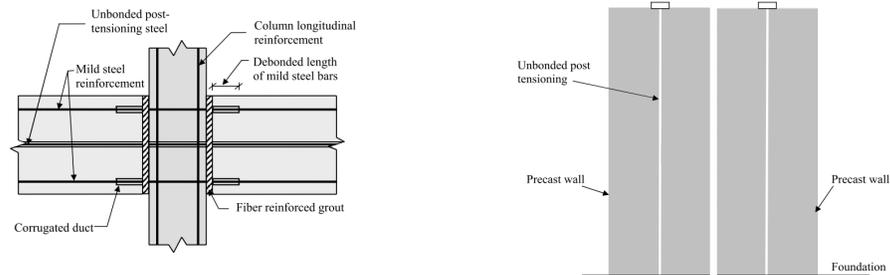 Unbonded post-
tensioning steel
Column longitudinal
reinforcement
Mild steel
reinforcement
Debonded length
of mild steel bars
Corrugated duct
Fiber reinforced grout
Unbonded post
tensioning
Precast wall
Precast wall
Foundation